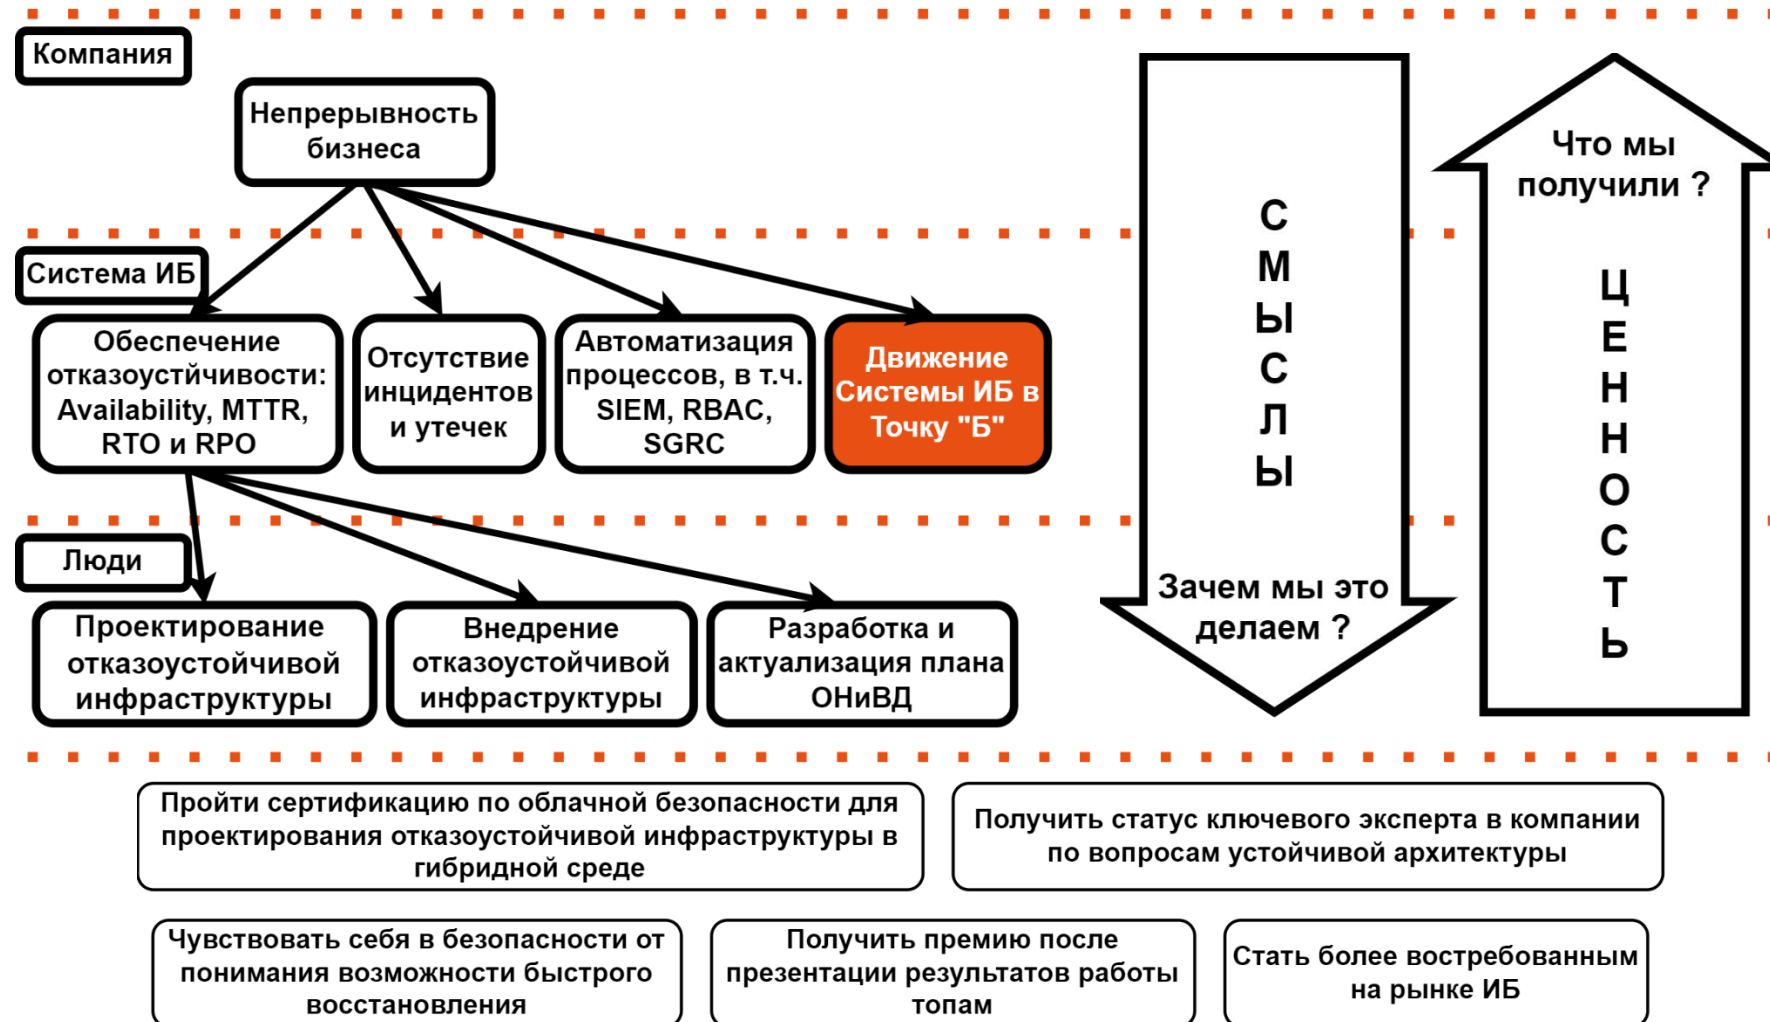 Компания
Непрерывность
бизнеса
Система ИБ
Обеспечение
отказоустйчивости:
Availability, MTTR,
RTO и RPO
Отсутствие
инцидентов
и утечек
Автоматизация
процессов, в т.ч.
SIEM, RBAC,
SGRC
Движение
Системы ИБ в
Точку "Б"
Люди
Проектирование
отказоустойчивой
инфраструктуры
Внедрение
отказоустойчивой
инфраструктуры
Разработка и
актуализация плана
ОНиВД
СМЫСЛЫ
Зачем мы это
делаем ?
Что мы
получили ?
ЦЕННОСТЬ
Пройти сертификацию по облачной безопасности для
проектирования отказоустойчивой инфраструктуры в
гибридной среде
Получить статус ключевого эксперта в компании
по вопросам устойчивой архитектуры
Чувствовать себя в безопасности от
понимания возможности быстрого
восстановления
Получить премию после
презентации результатов работы
топам
Стать более востребованным
на рынке ИБ